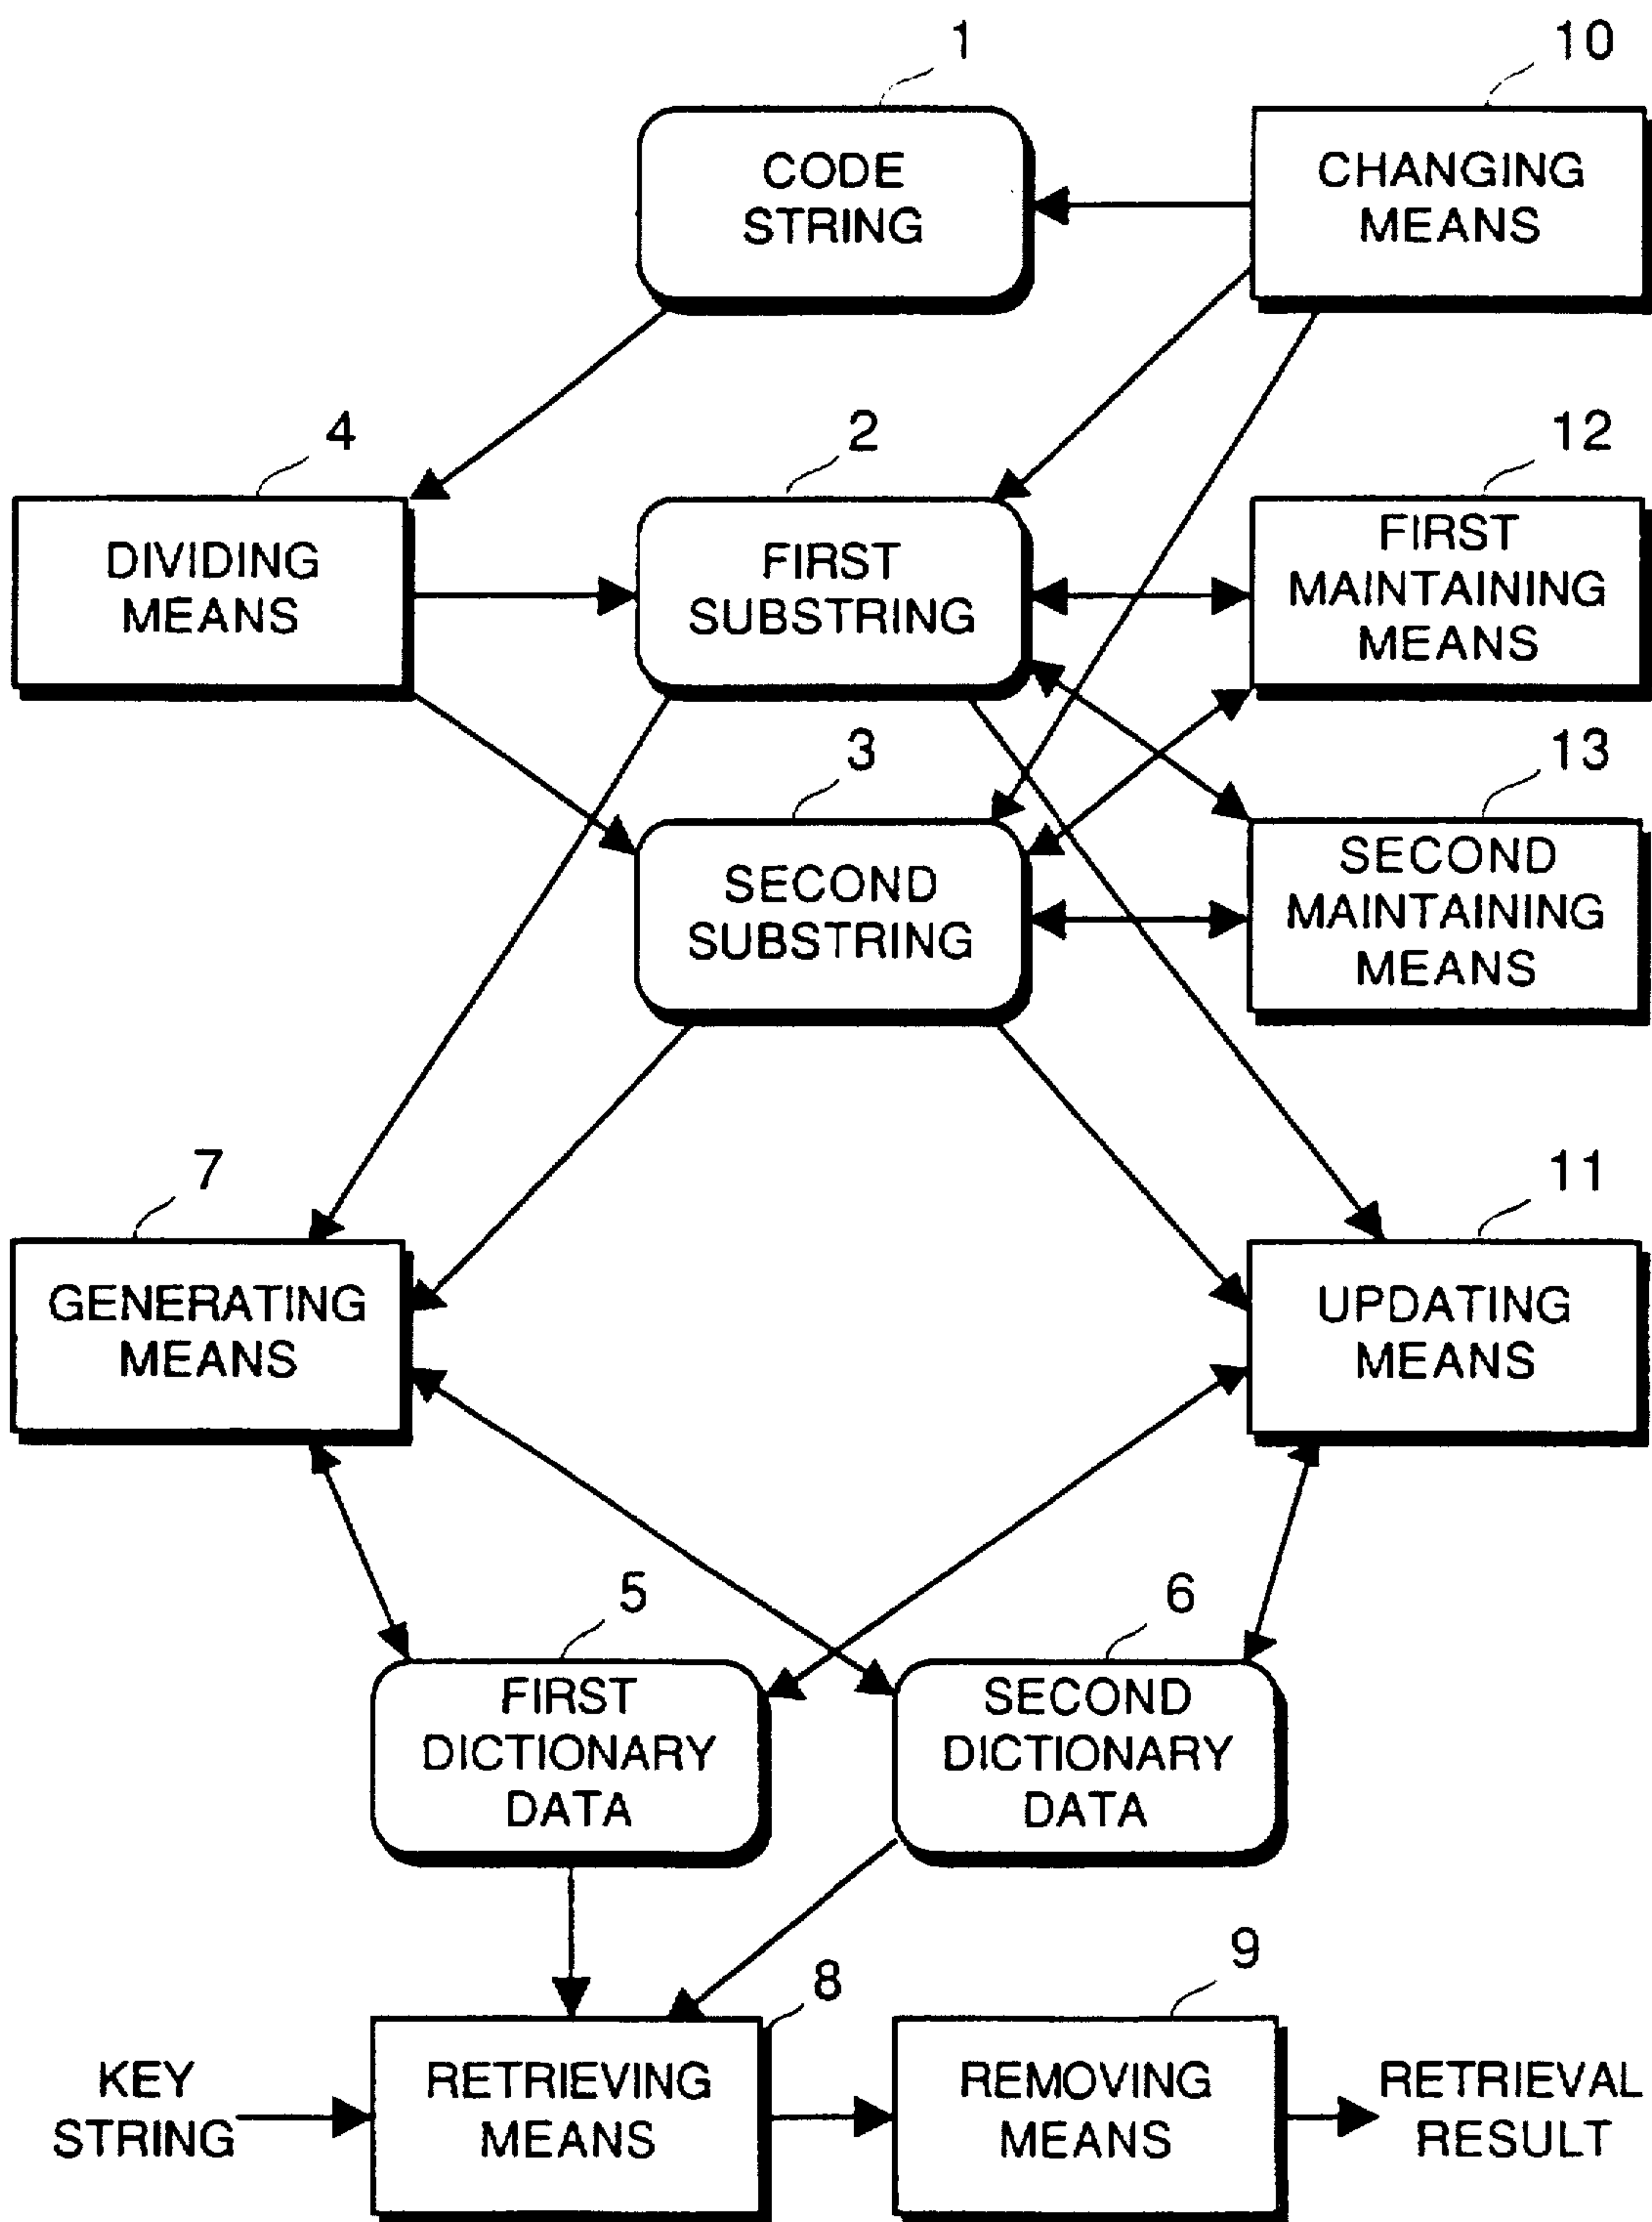 1
10
CODE
STRING
CHANGING
MEANS
4
2
12
DIVIDING
MEANS
FIRST
SUBSTRING
FIRST
MAINTAINING
MEANS
3
13
SECOND
SUBSTRING
SECOND
MAINTAINING
MEANS
7
11
GENERATING
MEANS
UPDATING
MEANS
5
6
FIRST
DICTIONARY
DATA
SECOND
DICTIONARY
DATA
8
9
KEY
STRING
RETRIEVING
MEANS
REMOVING
MEANS
RETRIEVAL
RESULT